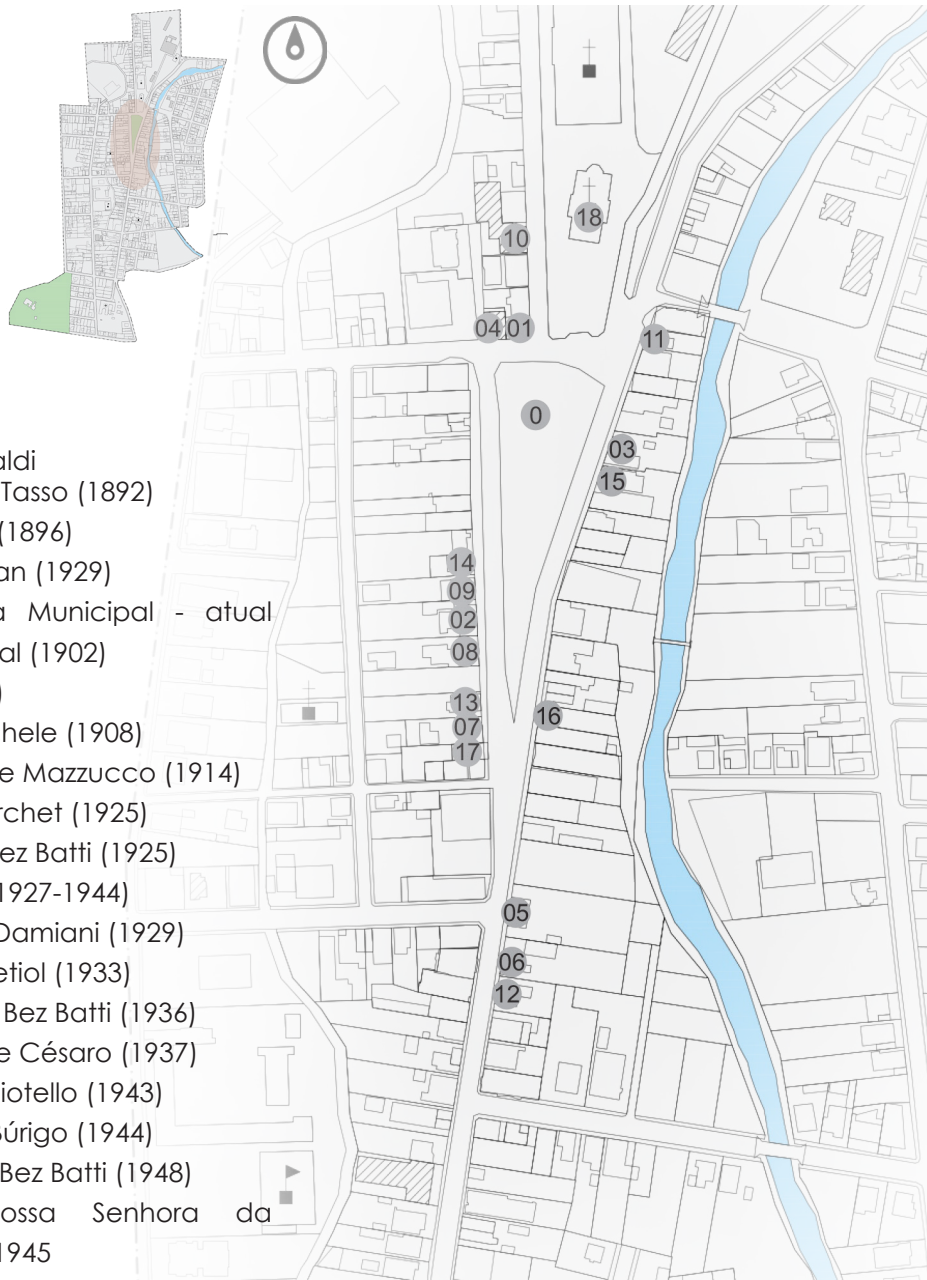 aldi
Tasso (1892)
(1896)
an (1929)
a Municipal - atual
al (1902)
)
hele (1908)
e Mazzucco (1914)
rchet (1925)
ez Batti (1925)
1927-1944)
Damiani (1929)
etiol (1933)
Bez Batti (1936)
e Césaro (1937)
iotello (1943)
Búrigo (1944)
Bez Batti (1948)
ossa Senhora da
1945
18
10
04 01
11
0
03
15
14
09
02
08
13
16
07
17
05
06
12